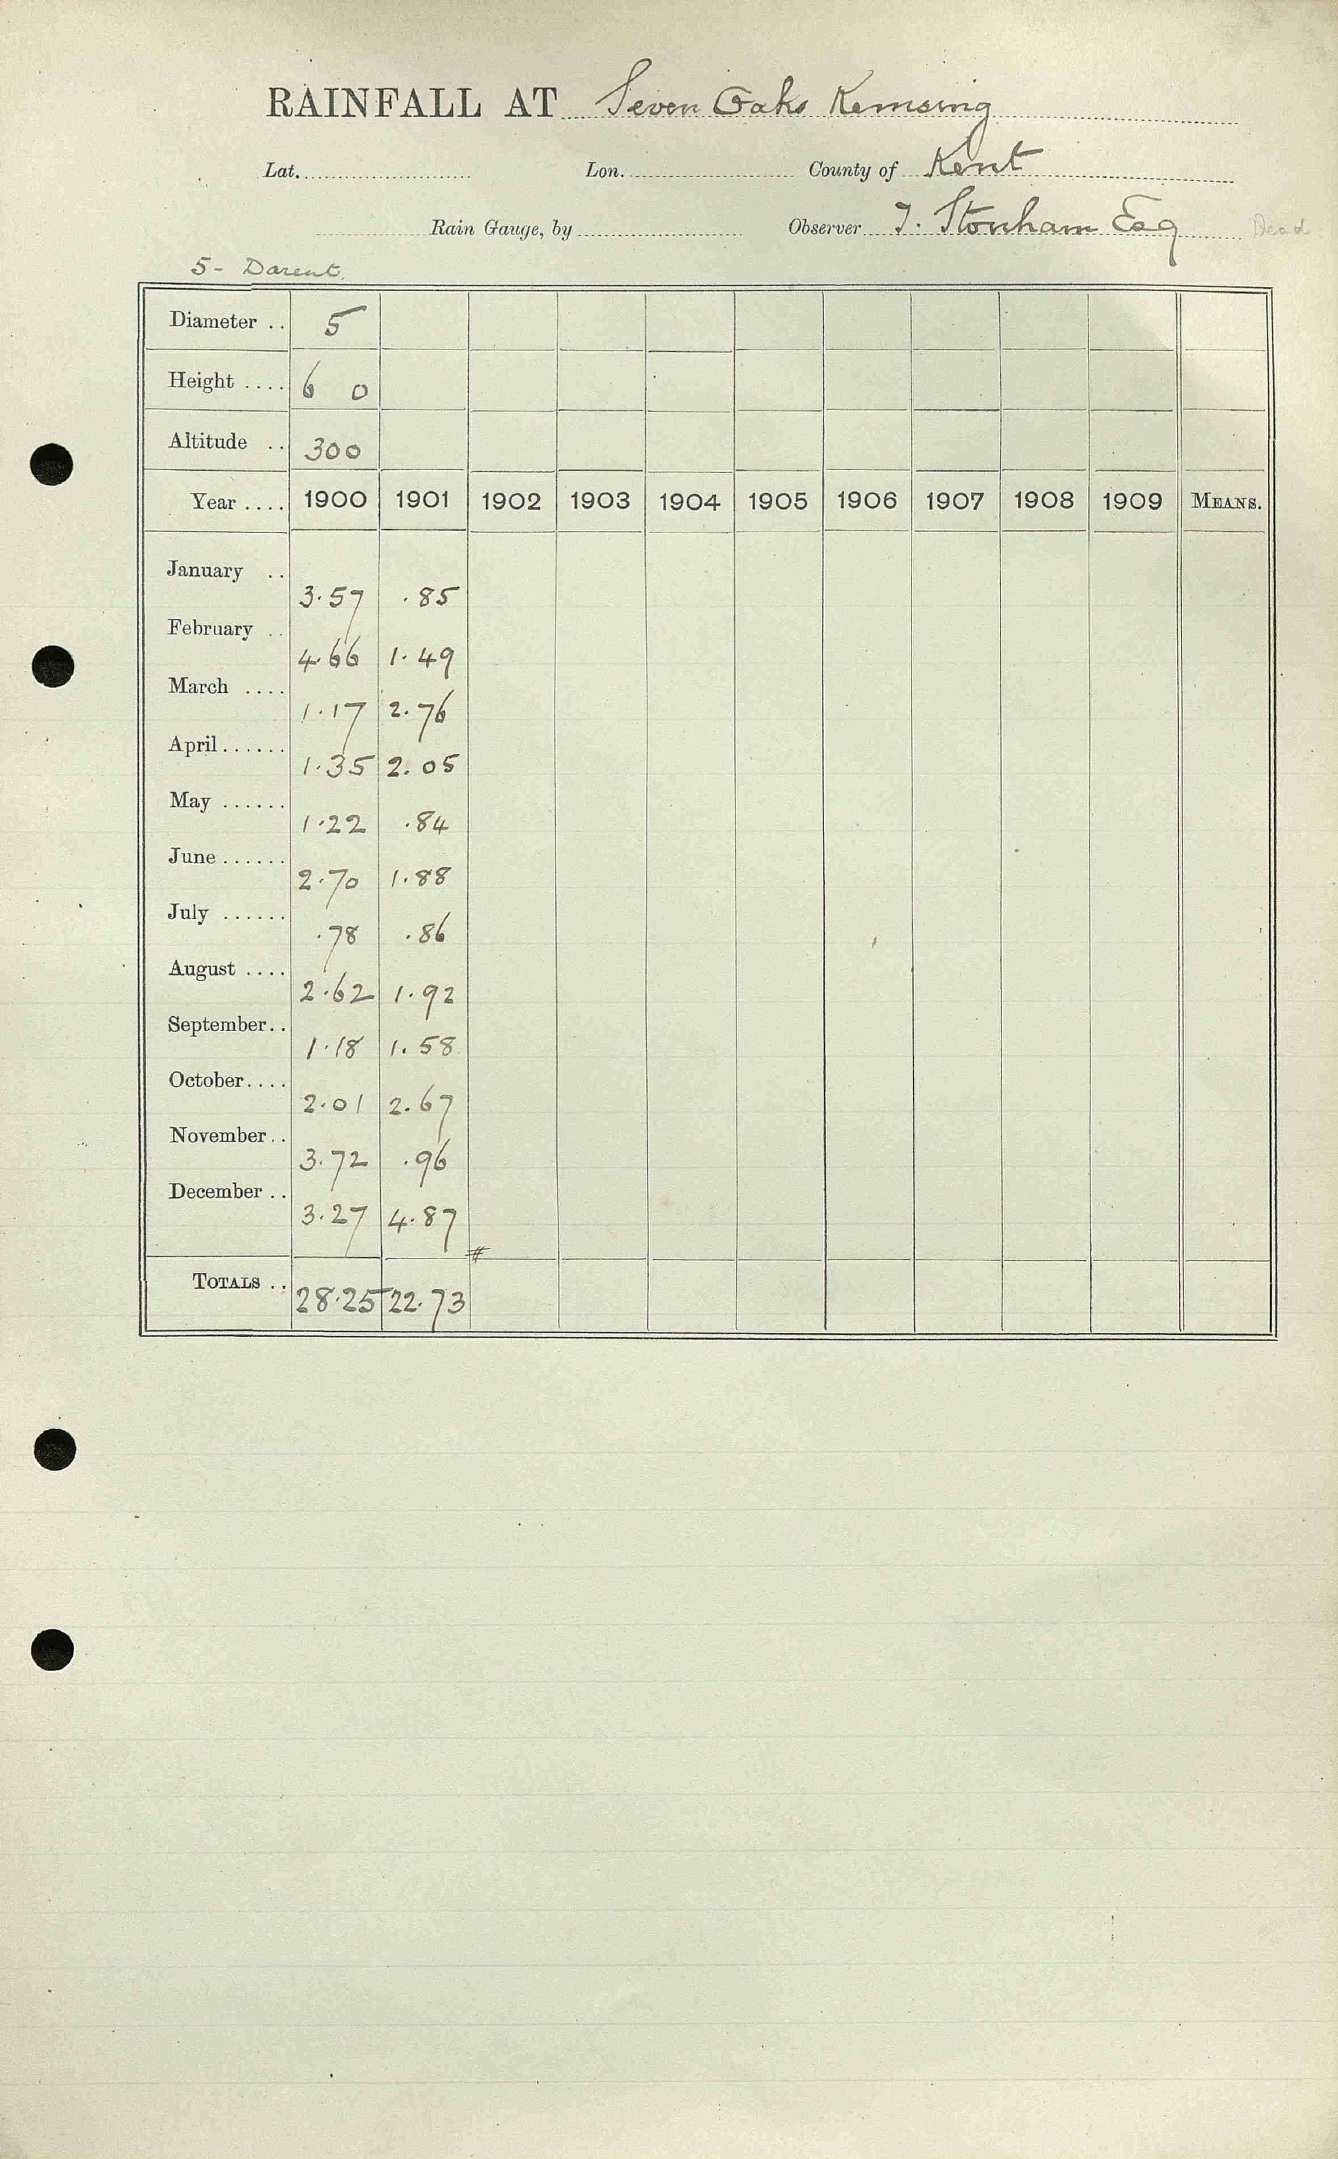 RAINFALL AT Seven Oaks Kemsing
Lat. Lon. County of Kent
Rain Gauge, by Observer T. Stonham Esq Dead
5 - Darent.
Diameter .. 5
Height .... 6 0
Altitude .. 300
Year .... 1900 1901 1902 1903 1904 1905 1906 1907 1908 1909 MEANS.
January .. 3.57 .85
February .. 4.66 1.49
March .... 1.17 2.76
April ...... 1.35 2.05
May ...... 1.22 .84
June ...... 2.70 1.88
July ...... .78 .86
August .... 2.62 1.92
September.. 1.18 1.58
October.... 2.01 2.67
November.. 3.72 .96
December .. 3.27 4.87
#
TOTALS .. 28.25 22.73